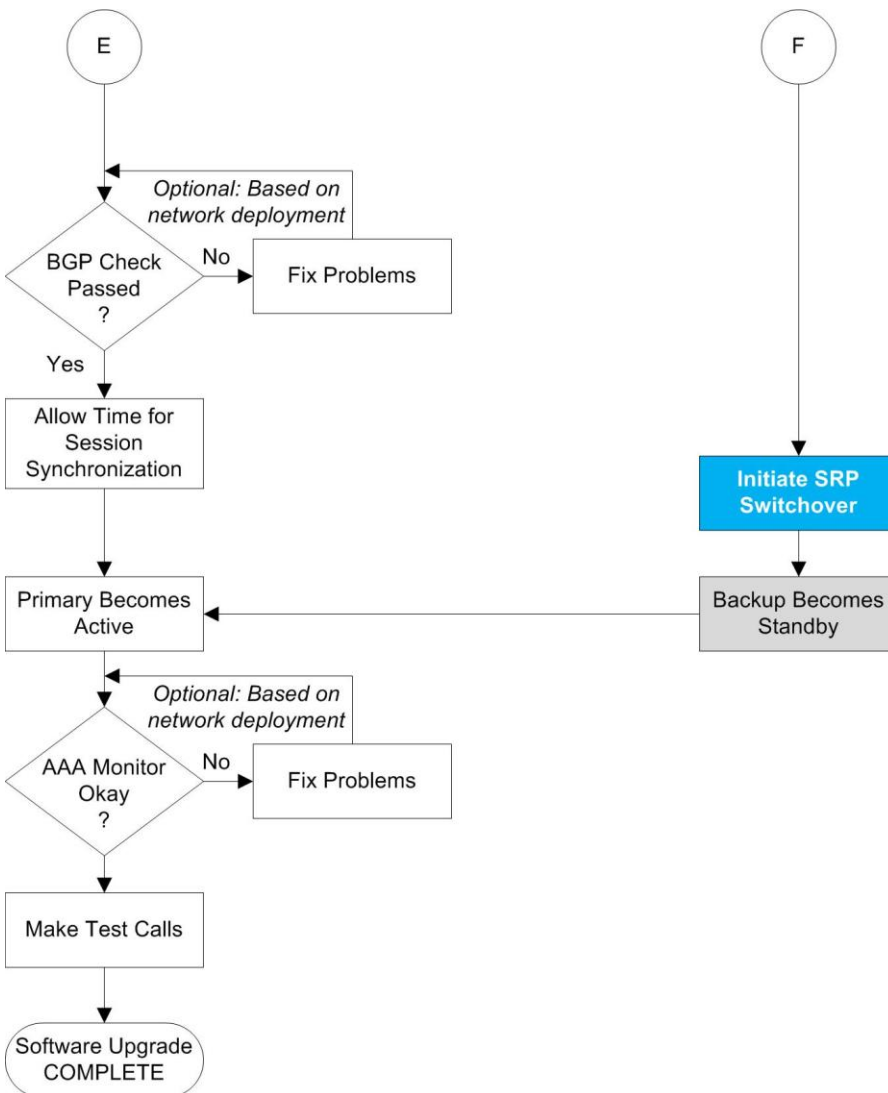 E
F
Optional: Based on
network deployment
BGP Check
Passed
?
No
Fix Problems
Yes
Allow Time for
Session
Synchronization
Initiate SRP
Switchover
Primary Becomes
Active
Backup Becomes
Standby
Optional: Based on
network deployment
AAA Monitor
Okay
?
No
Fix Problems
Make Test Calls
Software Upgrade
COMPLETE